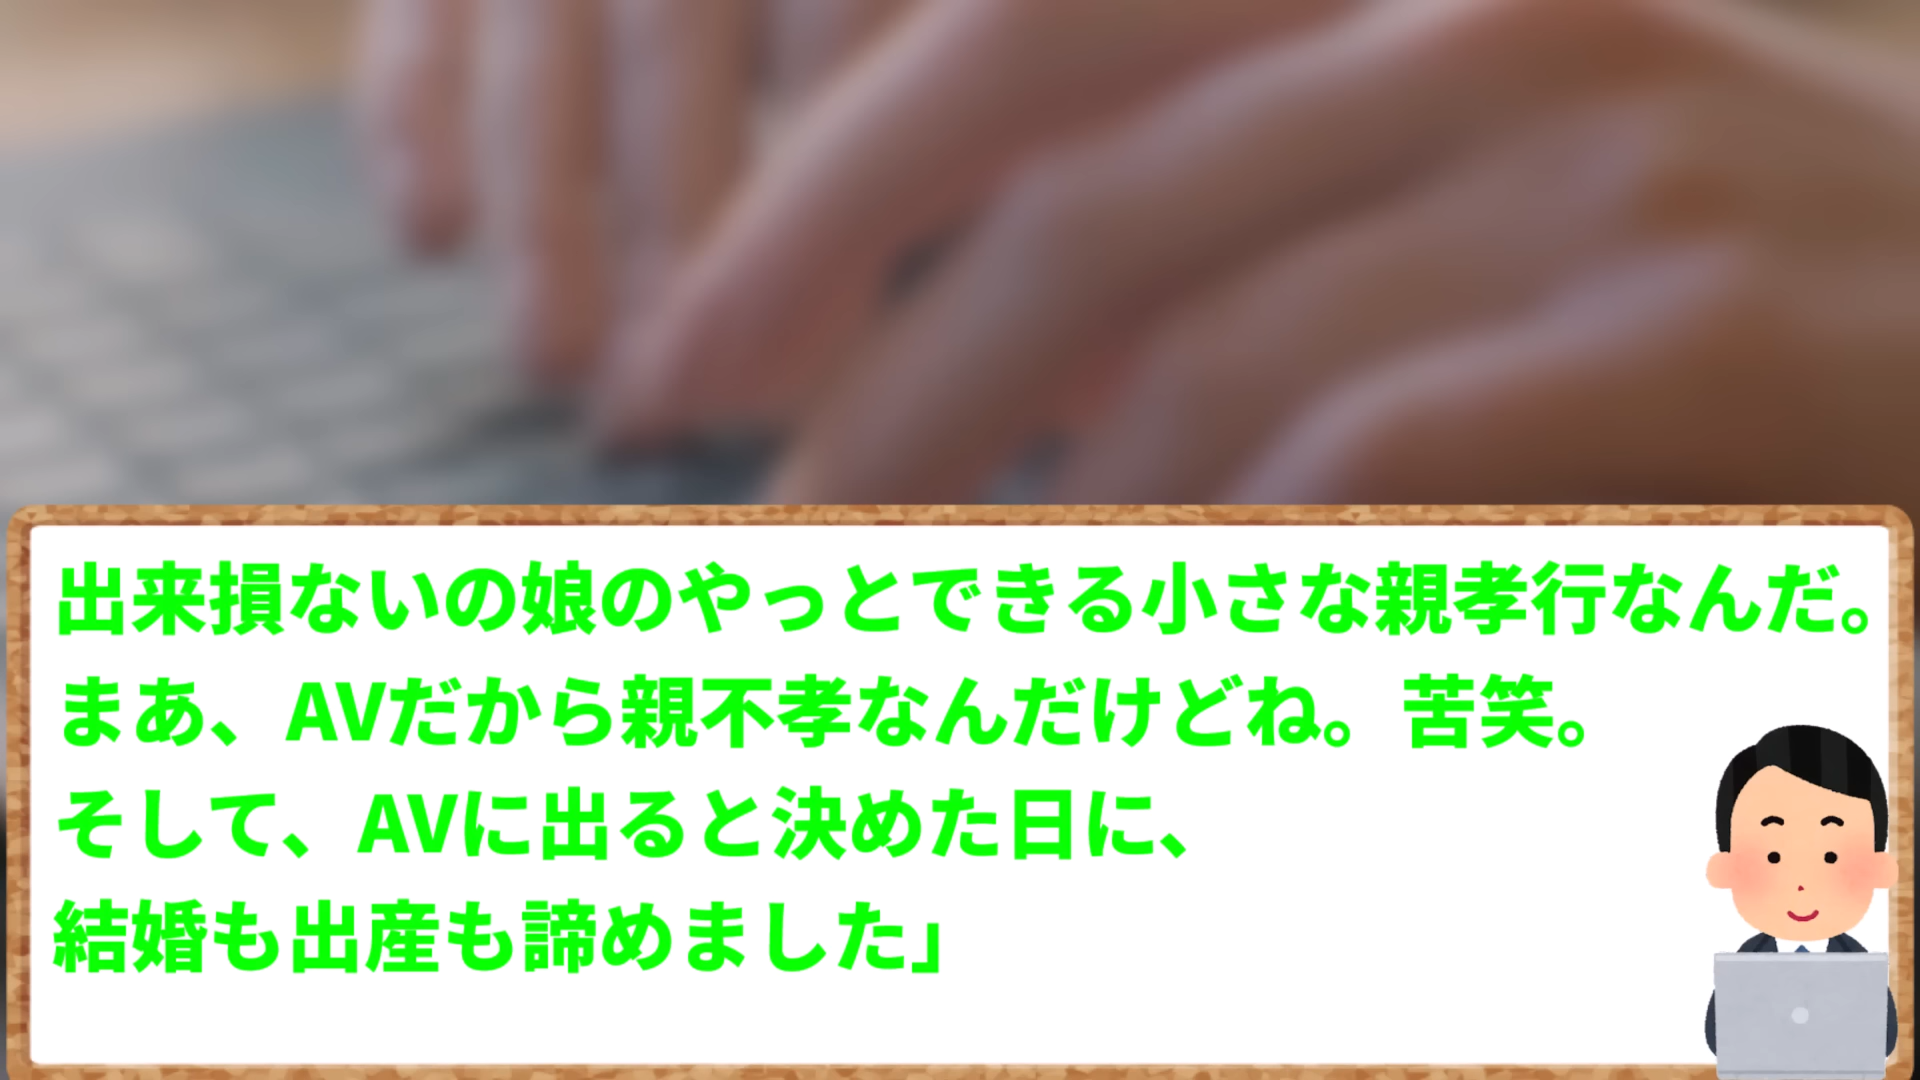 出来損ないの娘のやっとできる小さな親孝行なんだ。
まあ、AVだから親不孝なんだけどね。苦笑。
そして、AVに出ると決めた日に、
結婚も出産も諦めました」